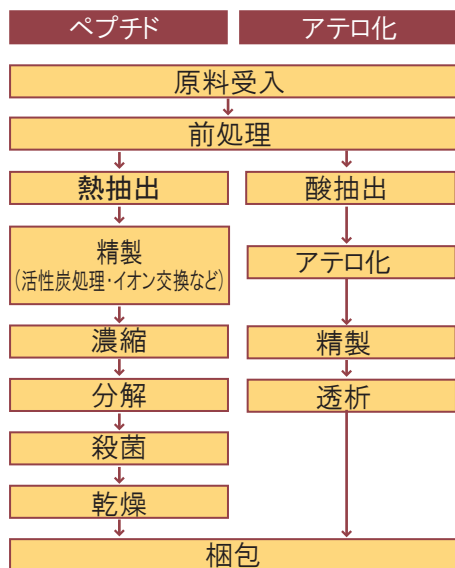 ペプチド
アテロ化
原料受入
前処理
熱抽出
酸抽出
精製
(活性炭処理・イオン交換など)
アテロ化
濃縮
精製
分解
透析
殺菌
乾燥
梱包